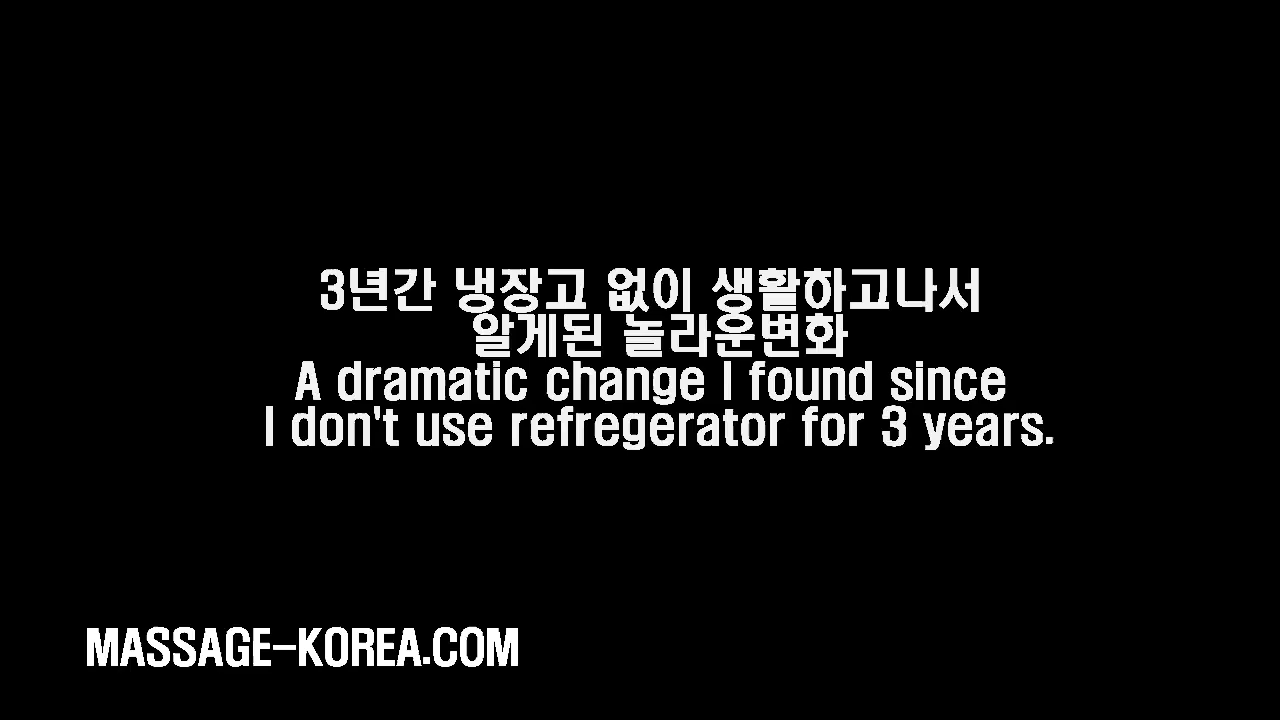 3년간 냉장고 없이 생활하고나서
알게된 놀라운변화
A dramatic change I found since
I don't use refregerator for 3 years.
MASSAGE-KOREA.COM